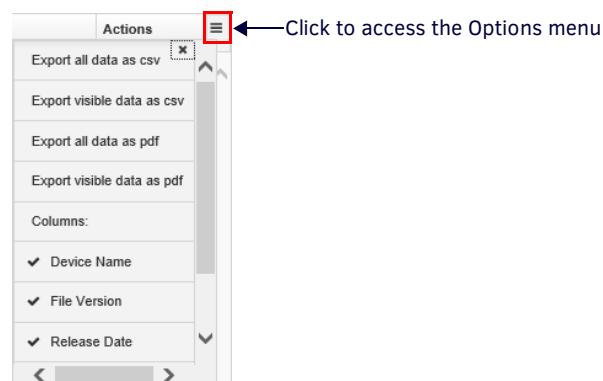 Actions
Click to access the Options menu
Export all data as csv
Export visible data as csv
Export all data as pdf
Export visible data as pdf
Columns:
Device Name
File Version
Release Date